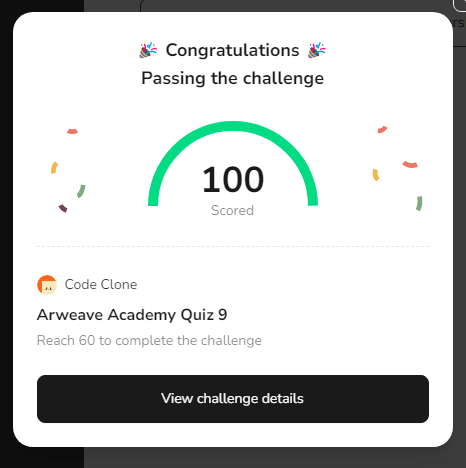 🎉 Congratulations 🎉
Passing the challenge
100
Scored
Code Clone
Arweave Academy Quiz 9
Reach 60 to complete the challenge
View challenge details